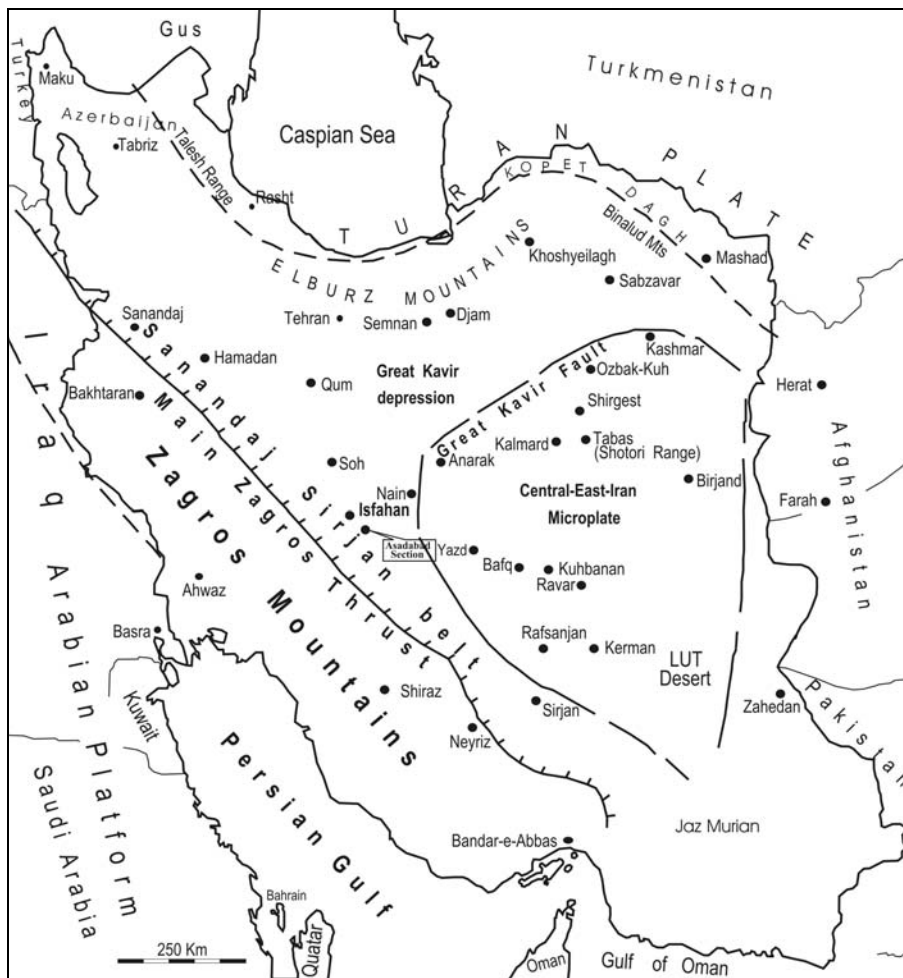 Gus
Turkey
Maku
Turkmenistan
Azerbaijan
Tabriz
Caspian Sea
Talesh Range
Rasht
TURAN PLATE
KOPET DAGH
Binalud Mts
ELBURZ MOUNTAINS
Khoshyeilagh
Mashad
Sabzavar
Sanandaj
Tehran
Semnan
Djam
Kashmar
Hamadan
Great Kavir
depression
Great Kavir Fault
Ozbak-Kuh
Herat
Bakhtaran
Qum
Shirgest
Iraq
Sanandaj Sirjan belt
Main Zagros Thrust
Zagros Mountains
Kalmard
Tabas
(Shotori Range)
Afghanistan
Soh
Anarak
Birjand
Nain
Central-East-Iran
Microplate
Farah
Isfahan
Asadabad
Section
Yazd
Bafq
Kuhbanan
Ravar
Ahwaz
Arabian Platform
Basra
Rafsanjan
Kerman
LUT
Desert
Kuwait
Shiraz
Sirjan
Zahedan
Pakistan
Neyriz
Persian Gulf
Saudi Arabia
Jaz Murian
Bandar-e-Abbas
Bahrain
Quatar
250 Km
Oman
Gulf of Oman